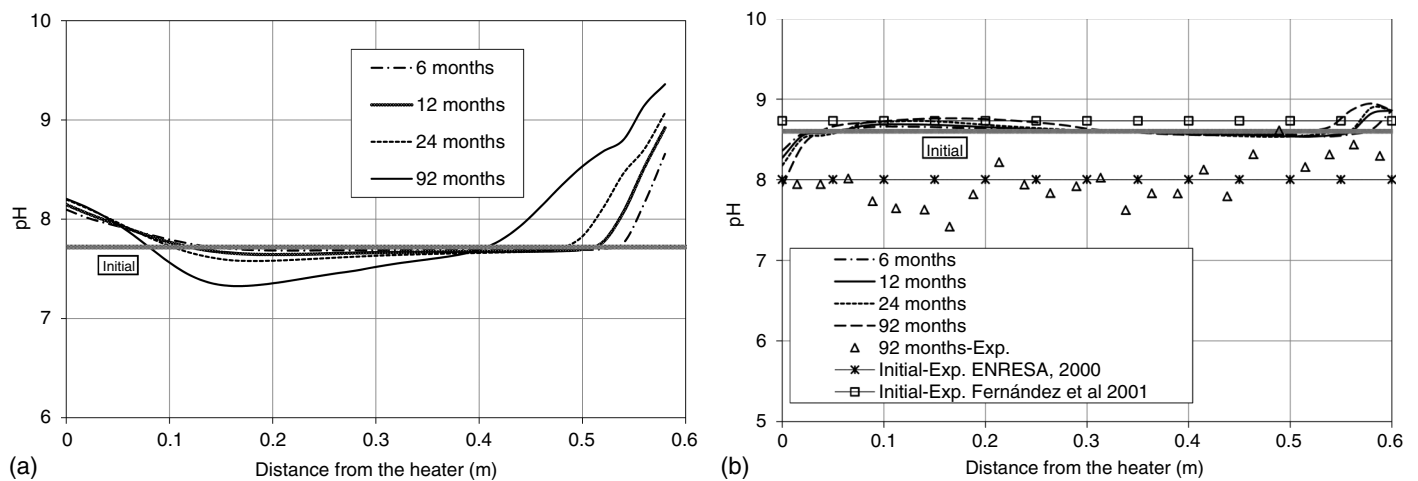 10
9
8
7
6
pH
6 months
12 months
24 months
92 months
Initial
0
0.1
0.2
0.3
0.4
0.5
0.6
(a)
Distance from the heater (m)
10
9
8
7
6
5
pH
Initial
6 months
12 months
24 months
92 months
92 months-Exp.
Initial-Exp. ENRESA, 2000
Initial-Exp. Fernández et al 2001
0
0.1
0.2
0.3
0.4
0.5
0.6
(b)
Distance from the heater (m)